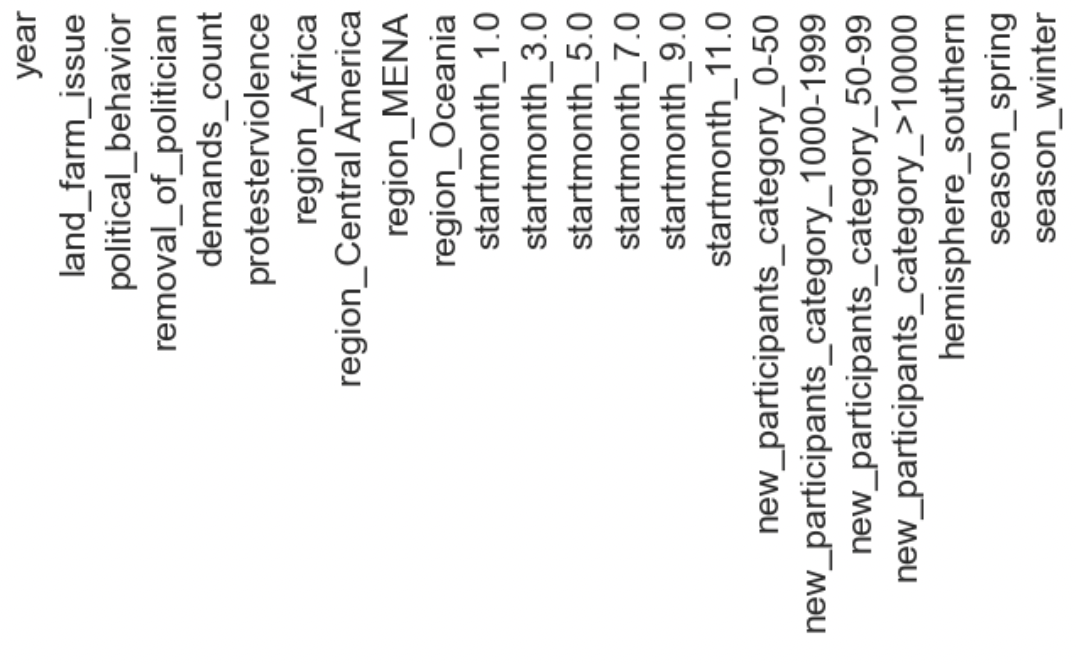 year
land_farm_issue
political_behavior
removal_of_politician
demands_count
protesterviolence
region_Africa
region_Central America
region_MENA
region_Oceania
startmonth_1.0
startmonth_3.0
startmonth_5.0
startmonth_7.0
startmonth_9.0
startmonth_11.0
new_participants_category_0-50
new_participants_category_1000-1999
new_participants_category_50-99
new_participants_category_>10000
hemisphere_southern
season_spring
season_winter